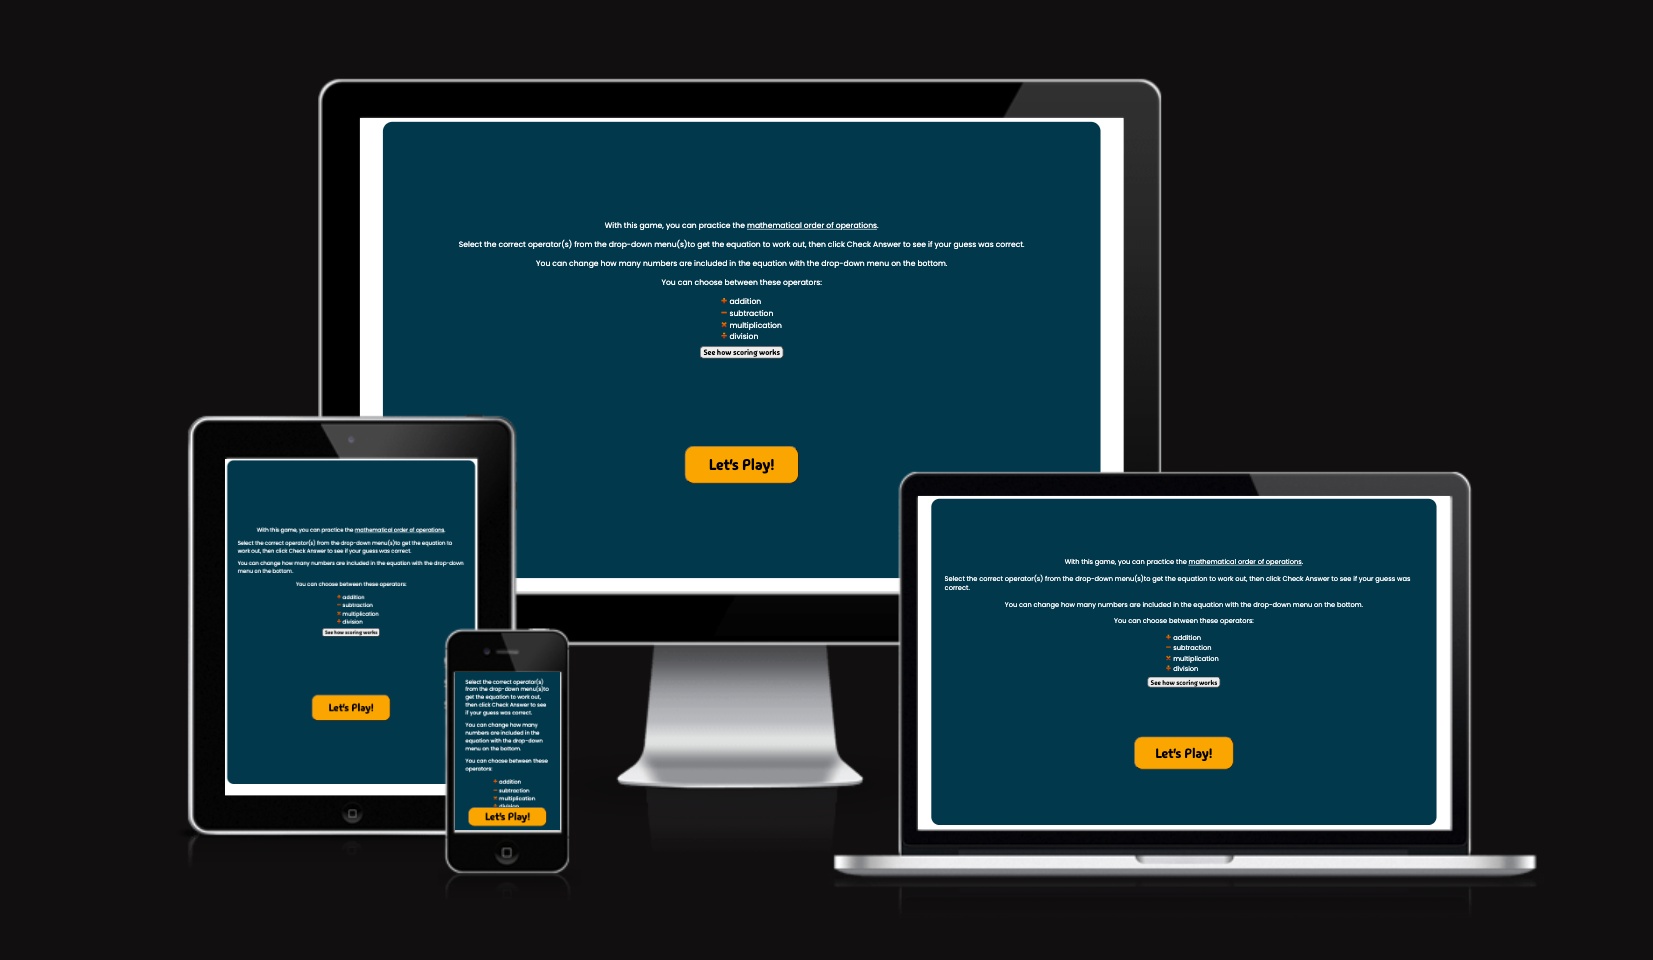 With this game, you can practice the mathematical order of operations.
Select the correct operator(s) from the drop-down menu(s)to get the equation to work out, then click Check Answer to see if your guess was correct.
You can change how many numbers are included in the equation with the drop-down menu on the bottom.
You can choose between these operators:
+ addition
− subtraction
× multiplication
÷ division
See how scoring works
Let's Play!
With this game, you can practice the mathematical order of operations.
Select the correct operator(s) from the drop-down menu(s)to get the equation to
work out, then click Check Answer to see if your guess was correct.
You can change how many numbers are included in the equation with the drop-down
menu on the bottom.
You can choose between these operators:
+ addition
− subtraction
× multiplication
÷ division
See how scoring works
Let's Play!
Select the correct operator(s)
from the drop-down menu(s)to
get the equation to work out,
then click Check Answer to see
if your guess was correct.
You can change how many
numbers are included in the
equation with the drop-down
menu on the bottom.
You can choose between these
operators:
+ addition
− subtraction
× multiplication
÷ division
Let's Play!
With this game, you can practice the mathematical order of operations.
Select the correct operator(s) from the drop-down menu(s)to get the equation to work out, then click Check Answer to see if your guess was
correct.
You can change how many numbers are included in the equation with the drop-down menu on the bottom.
You can choose between these operators:
+ addition
− subtraction
× multiplication
÷ division
See how scoring works
Let's Play!